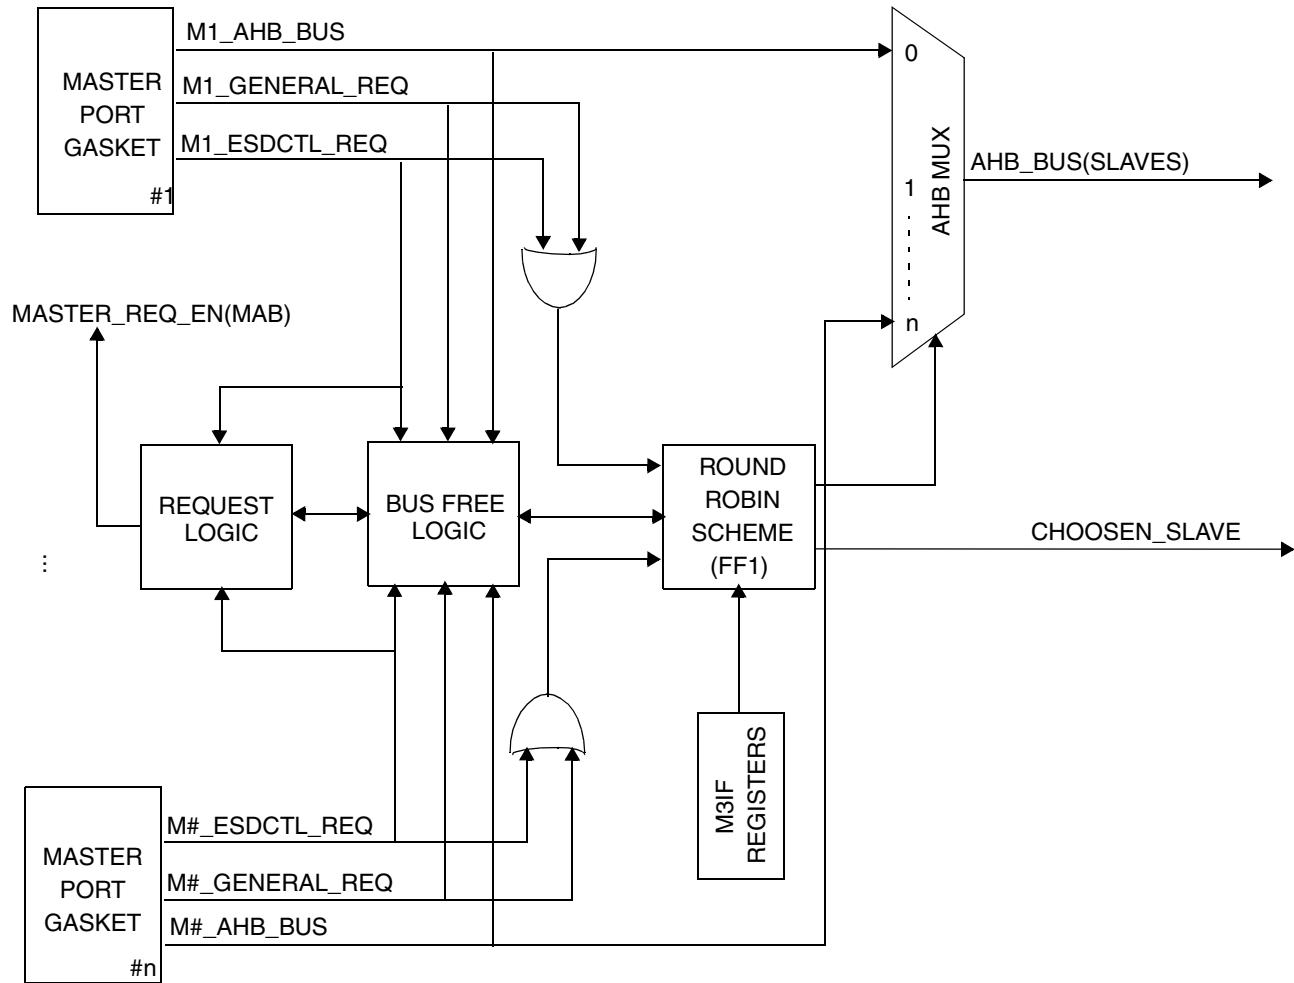 M1_AHB_BUS
M1_GENERAL_REQ
M1_ESDCTL_REQ
MASTER
PORT
GASKET
#1
0
1
n
AHB MUX
AHB_BUS(SLAVES)
MASTER_REQ_EN(MAB)
REQUEST
LOGIC
BUS FREE
LOGIC
ROUND
ROBIN
SCHEME
(FF1)
CHOOSEN_SLAVE
M3IF
REGISTERS
MASTER
PORT
GASKET
#n
M#_ESDCTL_REQ
M#_GENERAL_REQ
M#_AHB_BUS